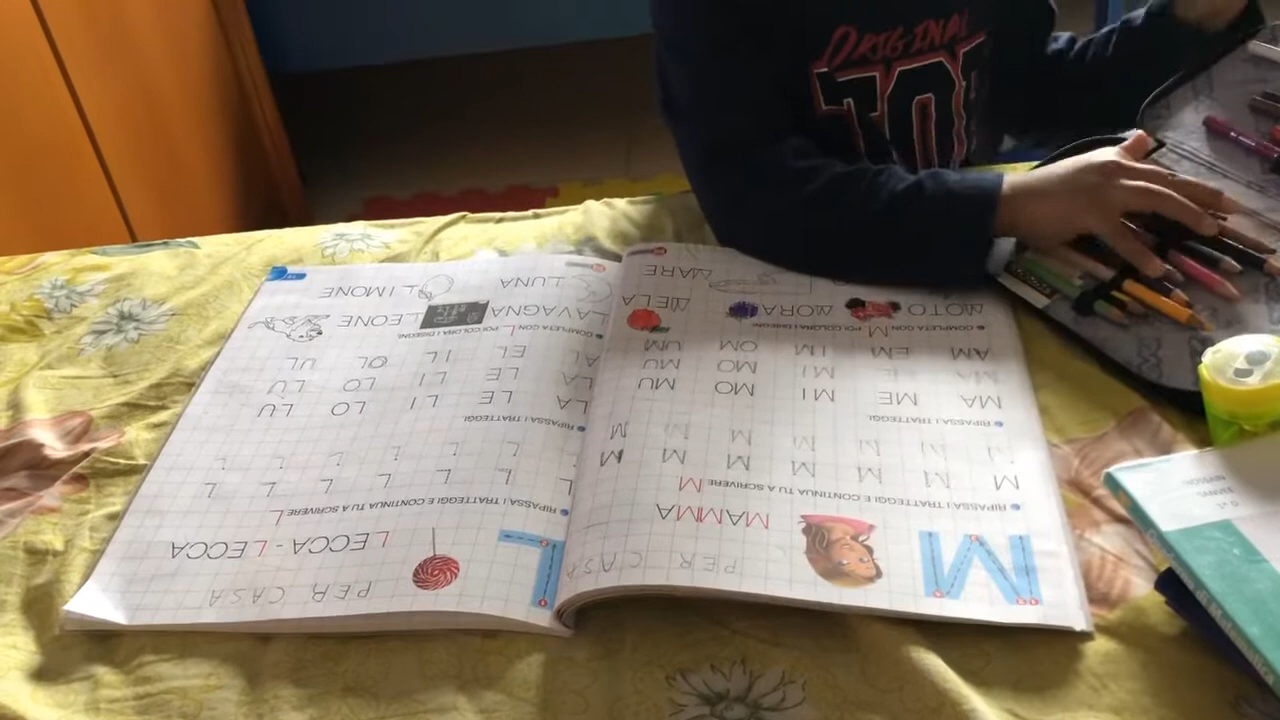 ORIGINAL
PER CASA
M
MAMMA
RIPASSA I TRATTEGGI E CONTINUA TU A SCRIVERE M
M M M M M M M
M M M M M M M
RIPASSA I TRATTEGGI.
MA ME MI MO MU
MA MI MO MU
AM EM IM OM UM
COMPLETA CON M POI COLORA I DISEGNI
MOTO MORA MELA
MARE
L
PER CASA
LECCA - LECCA
RIPASSA I TRATTEGGI E CONTINUA TU A SCRIVERE L
L L L L L L L
L L L L L L L
RIPASSA I TRATTEGGI.
LA LE LI LO LU
LA LE LI LO LU
AL EL IL OL UL
COMPLETA CON L POI COLORA I DISEGNI
LAVAGNA LEONE
LUNA LIMONE